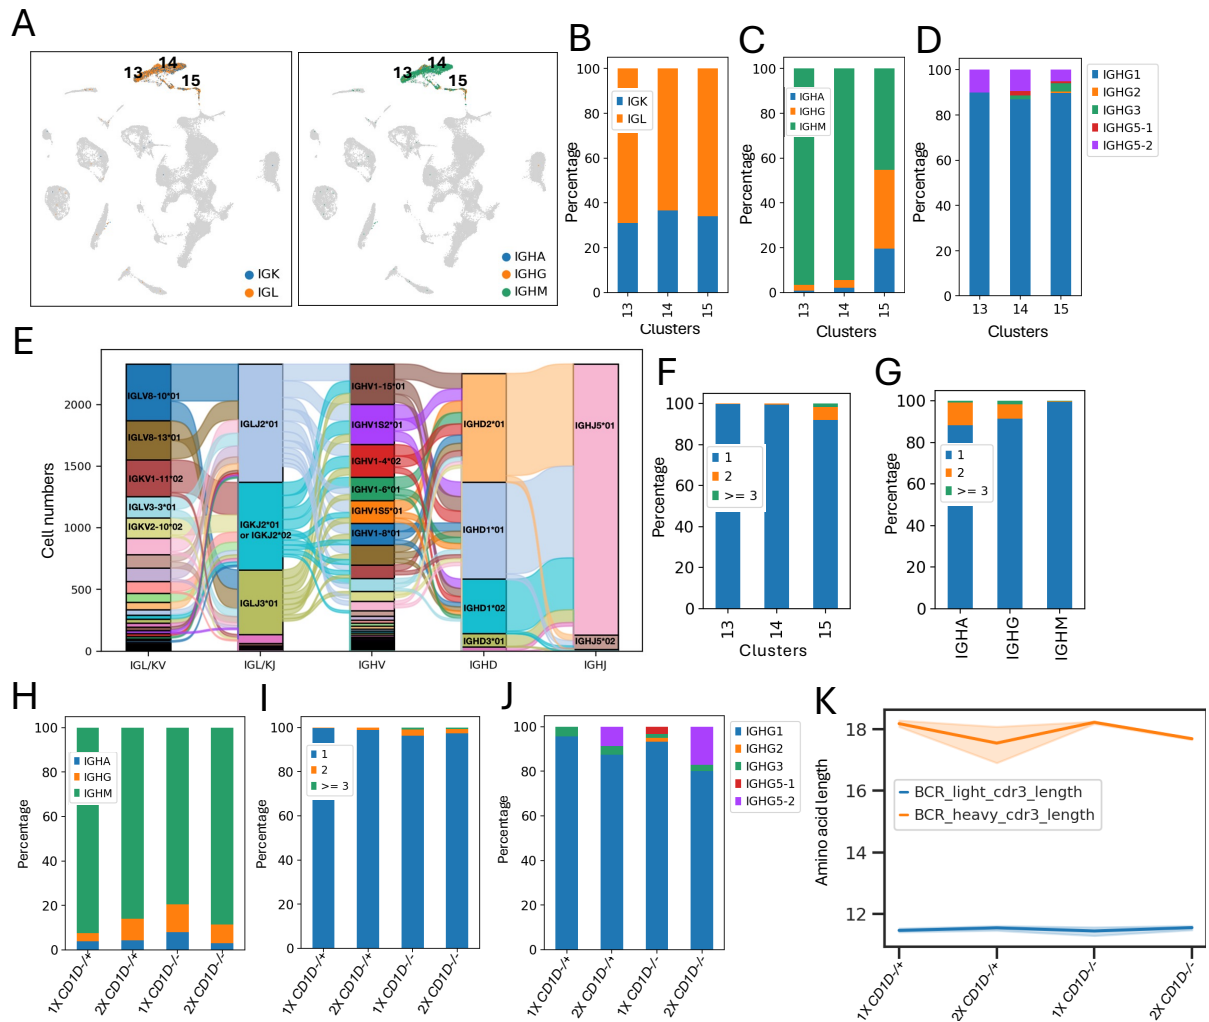 A
13
14
15
IGK
IGL
13
14
15
IGHA
IGHG
IGHM
B
Percentage
100
80
60
40
20
0
IGK
IGL
13
14
15
Clusters
C
Percentage
100
80
60
40
20
0
IGHA
IGHG
IGHM
13
14
15
Clusters
D
Percentage
100
80
60
40
20
0
13
14
15
Clusters
IGHG1
IGHG2
IGHG3
IGHG5-1
IGHG5-2
E
Cell numbers
2000
1500
1000
500
0
IGLV8-10*01
IGLV8-13*01
IGKV1-11*02
IGLV3-3*01
IGKV2-10*02
IGLJ2*01
IGKJ2*01
or IGKJ2*02
IGLJ3*01
IGHV1-15*01
IGHV1S2*01
IGHV1-4*02
IGHV1-6*01
IGHV1S5*01
IGHV1-8*01
IGHD2*01
IGHD1*01
IGHD1*02
IGHD3*01
IGHJ5*01
IGHJ5*02
IGL/KV
IGL/KJ
IGHV
IGHD
IGHJ
F
Percentage
100
80
60
40
20
0
1
2
>= 3
13
14
15
Clusters
G
Percentage
100
80
60
40
20
0
1
2
>= 3
IGHA
IGHG
IGHM
H
Percentage
100
80
60
40
20
0
IGHA
IGHG
IGHM
1X CD1D-/+
2X CD1D-/+
1X CD1D-/-
2X CD1D-/-
I
Percentage
100
80
60
40
20
0
1
2
>= 3
1X CD1D-/+
2X CD1D-/+
1X CD1D-/-
2X CD1D-/-
J
Percentage
100
80
60
40
20
0
IGHG1
IGHG2
IGHG3
IGHG5-1
IGHG5-2
1X CD1D-/+
2X CD1D-/+
1X CD1D-/-
2X CD1D-/-
K
Amino acid length
18
16
14
12
BCR_light_cdr3_length
BCR_heavy_cdr3_length
1X CD1D-/+
2X CD1D-/+
1X CD1D-/-
2X CD1D-/-